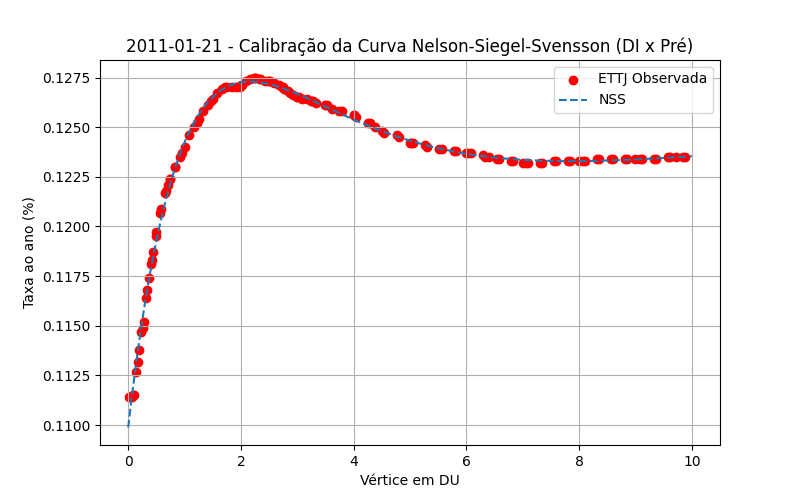 2011-01-21 - Calibração da Curva Nelson-Siegel-Svensson (DI x Pré)
ETTJ Observada
NSS
Taxa ao ano (%)
0.1275
0.1250
0.1225
0.1200
0.1175
0.1150
0.1125
0.1100
0 2 4 6 8 10
Vértice em DU